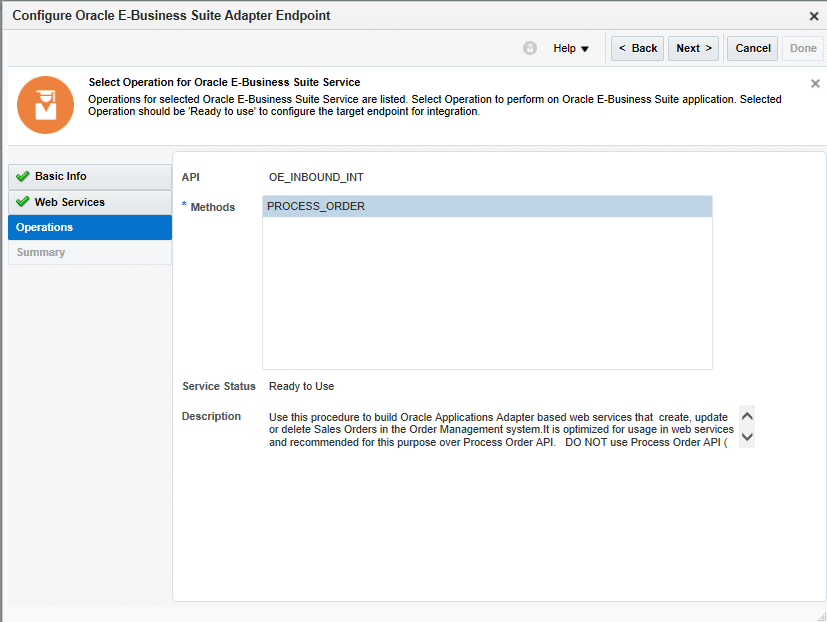 Configure Oracle E-Business Suite Adapter Endpoint
Help
< Back
Next >
Cancel
Done
Select Operation for Oracle E-Business Suite Service
Operations for selected Oracle E-Business Suite Service are listed. Select Operation to perform on Oracle E-Business Suite application. Selected
Operation should be 'Ready to use' to configure the target endpoint for integration.
Basic Info
Web Services
Operations
Summary
API OE_INBOUND_INT
* Methods PROCESS_ORDER
Service Status Ready to Use
Description Use this procedure to build Oracle Applications Adapter based web services that create, update
or delete Sales Orders in the Order Management system.It is optimized for usage in web services
and recommended for this purpose over Process Order API. DO NOT use Process Order API (